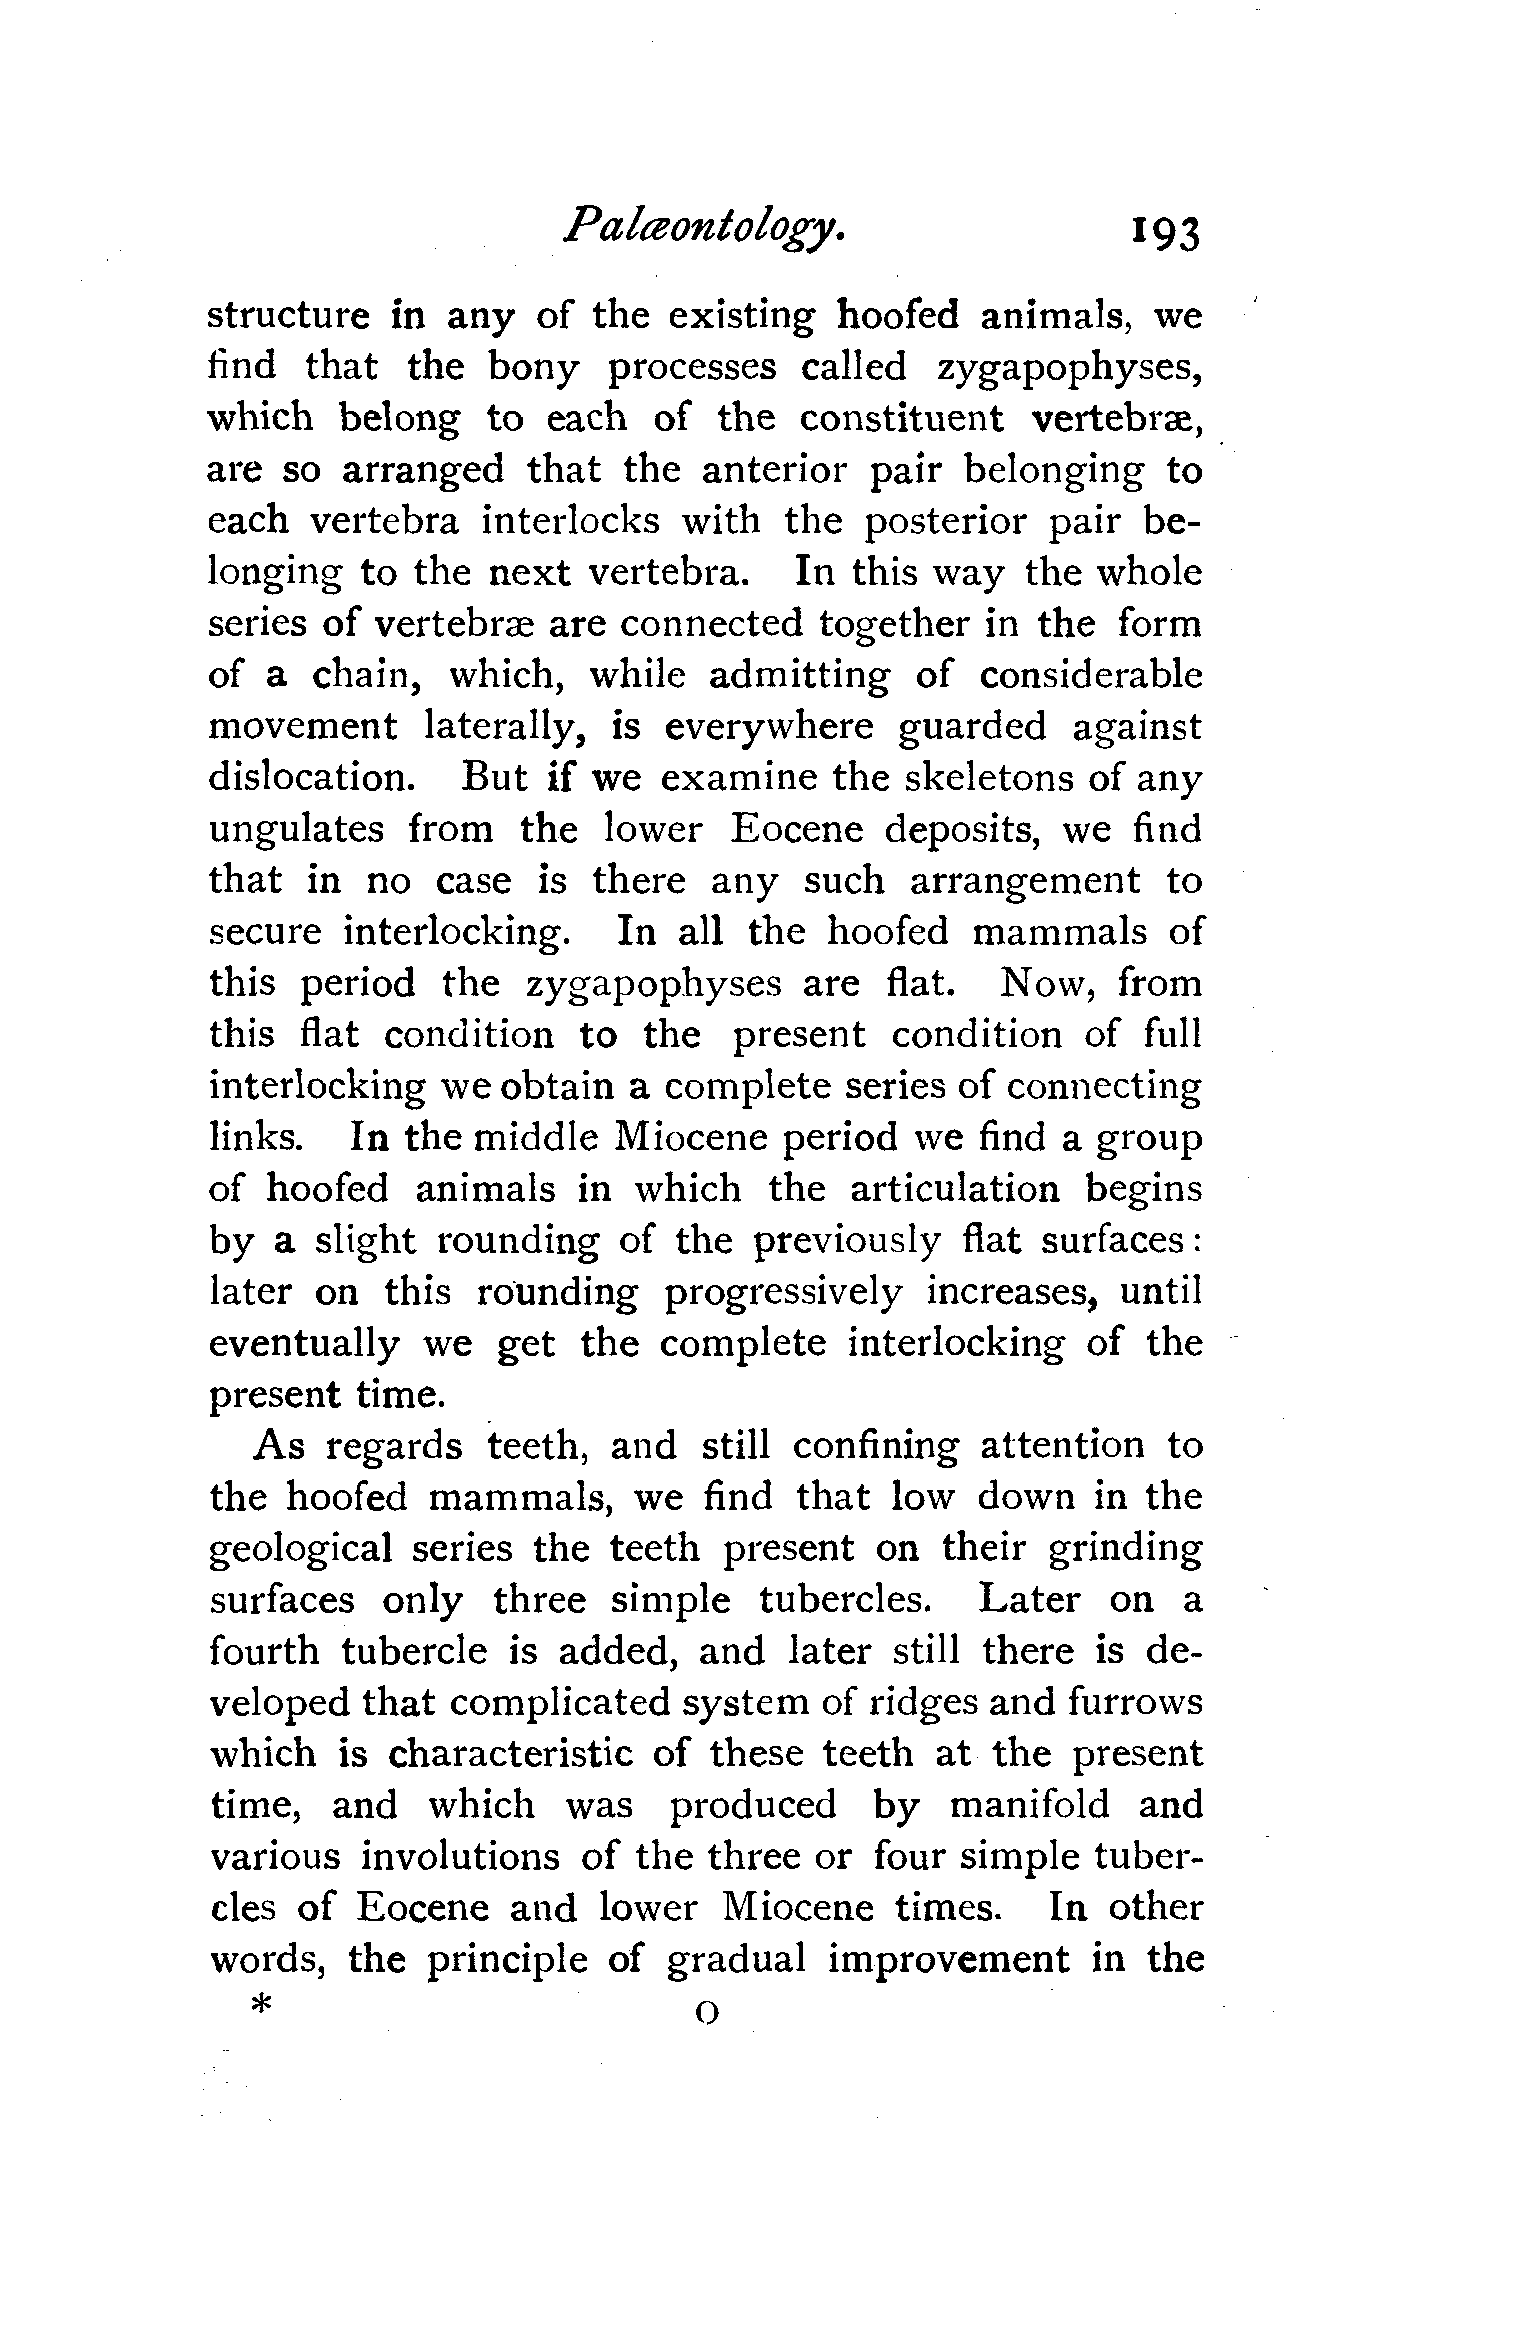 Palæontology. 193
structure in any of the existing hoofed animals, we
find that the bony processes called zygapophyses,
which belong to each of the constituent vertebræ,
are so arranged that the anterior pair belonging to
each vertebra interlocks with the posterior pair be-
longing to the next vertebra. In this way the whole
series of vertebræ are connected together in the form
of a chain, which, while admitting of considerable
movement laterally, is everywhere guarded against
dislocation. But if we examine the skeletons of any
ungulates from the lower Eocene deposits, we find
that in no case is there any such arrangement to
secure interlocking. In all the hoofed mammals of
this period the zygapophyses are flat. Now, from
this flat condition to the present condition of full
interlocking we obtain a complete series of connecting
links. In the middle Miocene period we find a group
of hoofed animals in which the articulation begins
by a slight rounding of the previously flat surfaces:
later on this rounding progressively increases, until
eventually we get the complete interlocking of the
present time.
As regards teeth, and still confining attention to
the hoofed mammals, we find that low down in the
geological series the teeth present on their grinding
surfaces only three simple tubercles. Later on a
fourth tubercle is added, and later still there is de-
veloped that complicated system of ridges and furrows
which is characteristic of these teeth at the present
time, and which was produced by manifold and
various involutions of the three or four simple tuber-
cles of Eocene and lower Miocene times. In other
words, the principle of gradual improvement in the
* O